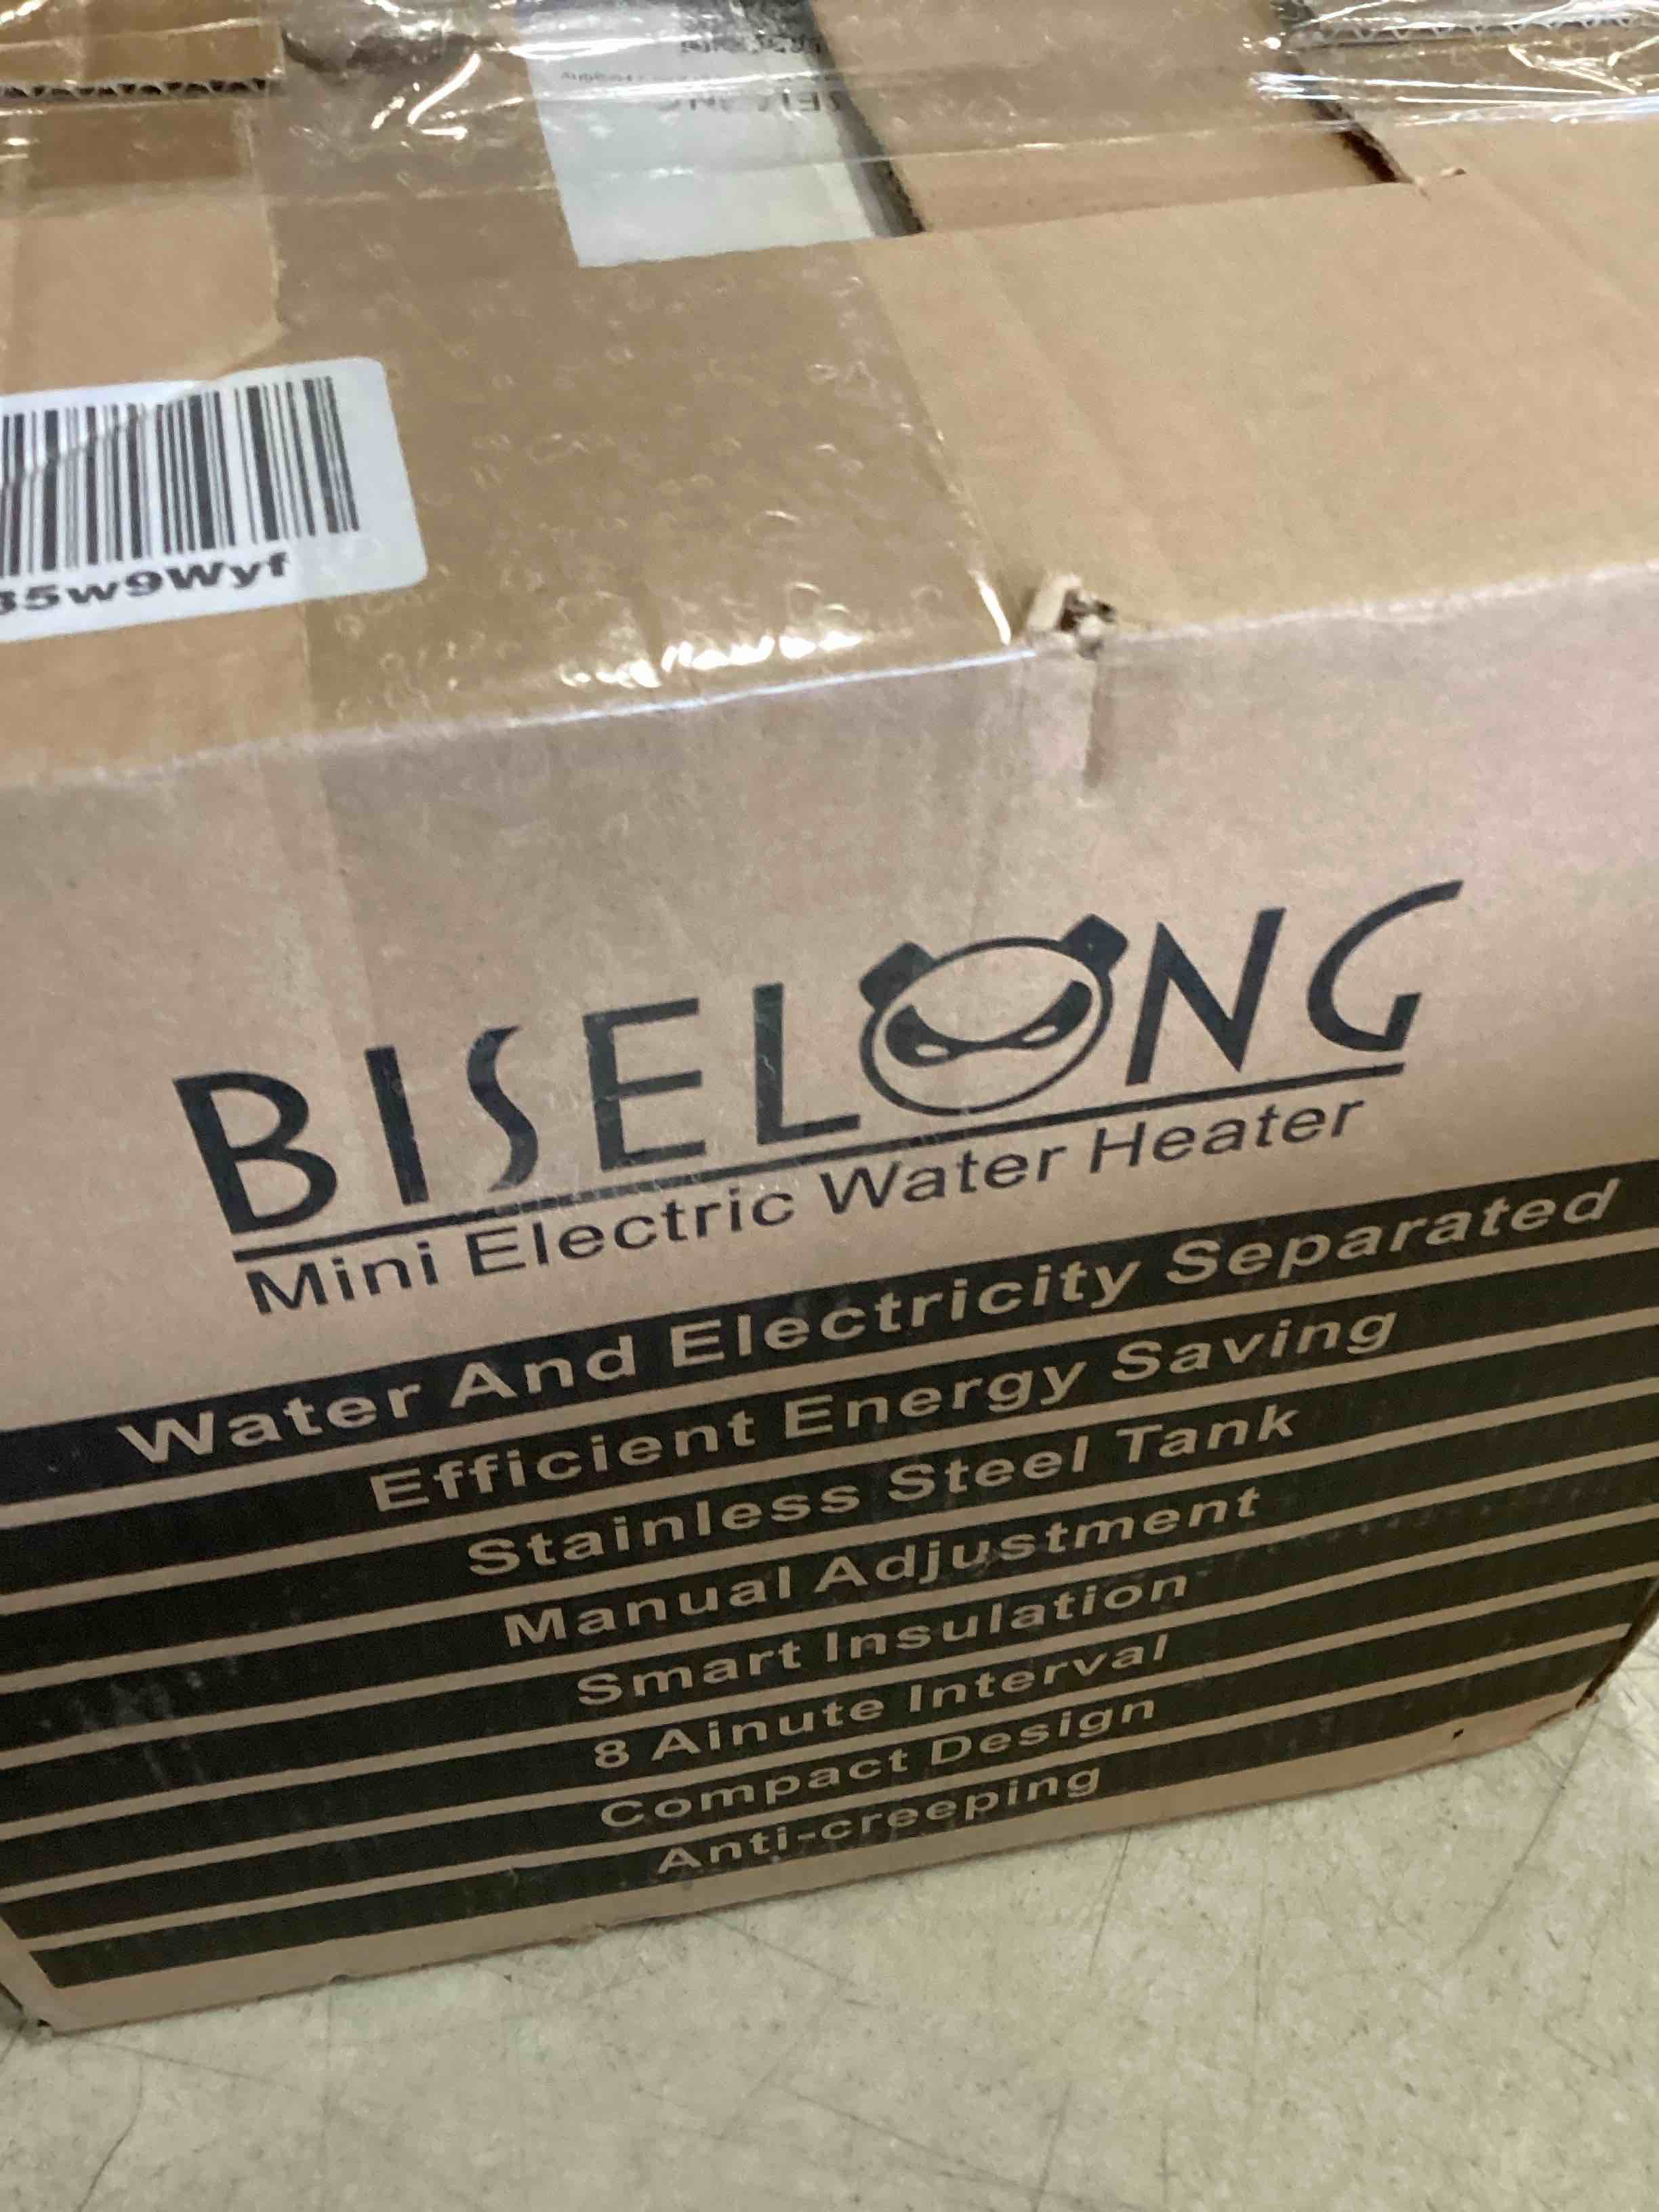 35w9Wyf
BISELONG
Mini Electric Water Heater
Water And Electricity Separated
Efficient Energy Saving
Stainless Steel Tank
Manual Adjustment
Smart Insulation
8 Ainute Interval
Compact Design
Anti-creeping